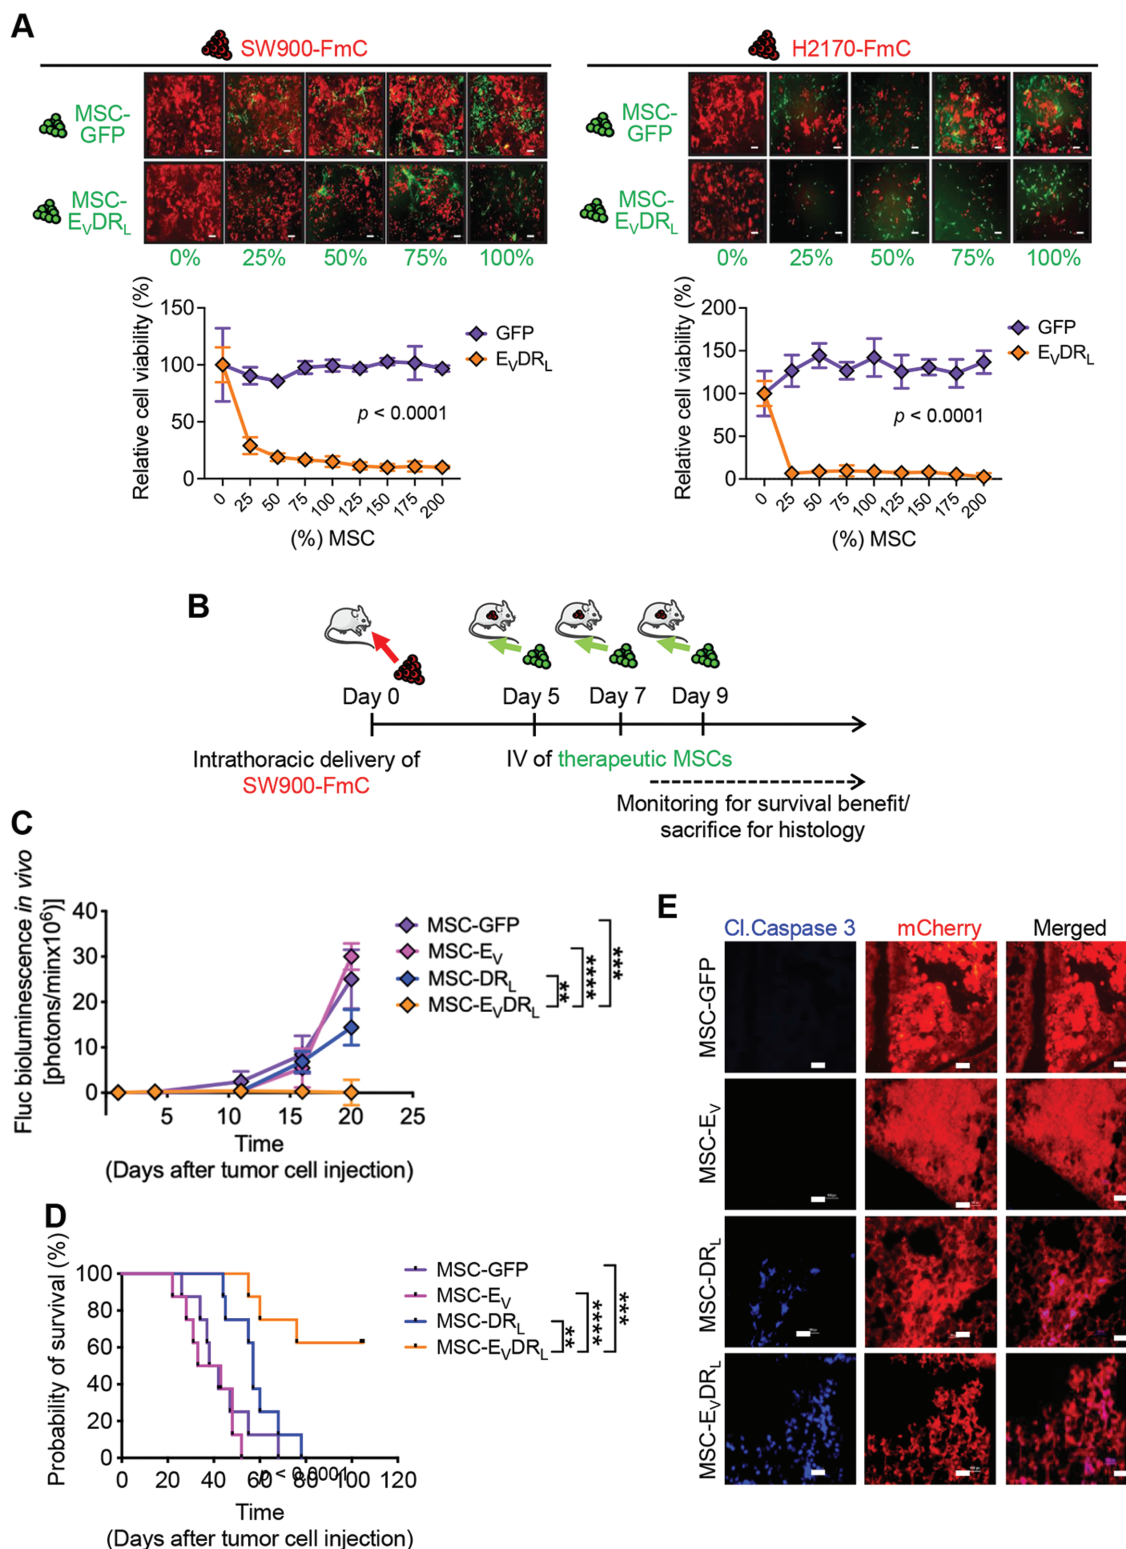 A
SW900-FmC
MSC-
GFP
MSC-
EVDRL
0% 25% 50% 75% 100%
Relative cell viability (%)
150
100
50
0
GFP
EVDRL
p < 0.0001
0 25 50 75 100 125 150 175 200
(%) MSC
H2170-FmC
MSC-
GFP
MSC-
EVDRL
0% 25% 50% 75% 100%
Relative cell viability (%)
200
150
100
50
0
GFP
EVDRL
p < 0.0001
0 25 50 75 100 125 150 175 200
(%) MSC
B
Day 0 Day 5 Day 7 Day 9
Intrathoracic delivery of
SW900-FmC
IV of therapeutic MSCs
Monitoring for survival benefit/
sacrifice for histology
C
Fluc bioluminescence in vivo
[photons/minx10⁶)]
40
30
20
10
0
5 10 15 20 25
Time
(Days after tumor cell injection)
MSC-GFP
MSC-EV
MSC-DRL
MSC-EVDRL
**
****
***
D
Probability of survival (%)
100
80
60
40
20
0
0 20 40 60 80 100 120
p < 0.0001
Time
(Days after tumor cell injection)
MSC-GFP
MSC-EV
MSC-DRL
MSC-EVDRL
**
****
***
E
Cl.Caspase 3 mCherry Merged
MSC-GFP
MSC-EV
MSC-DRL
MSC-EVDRL